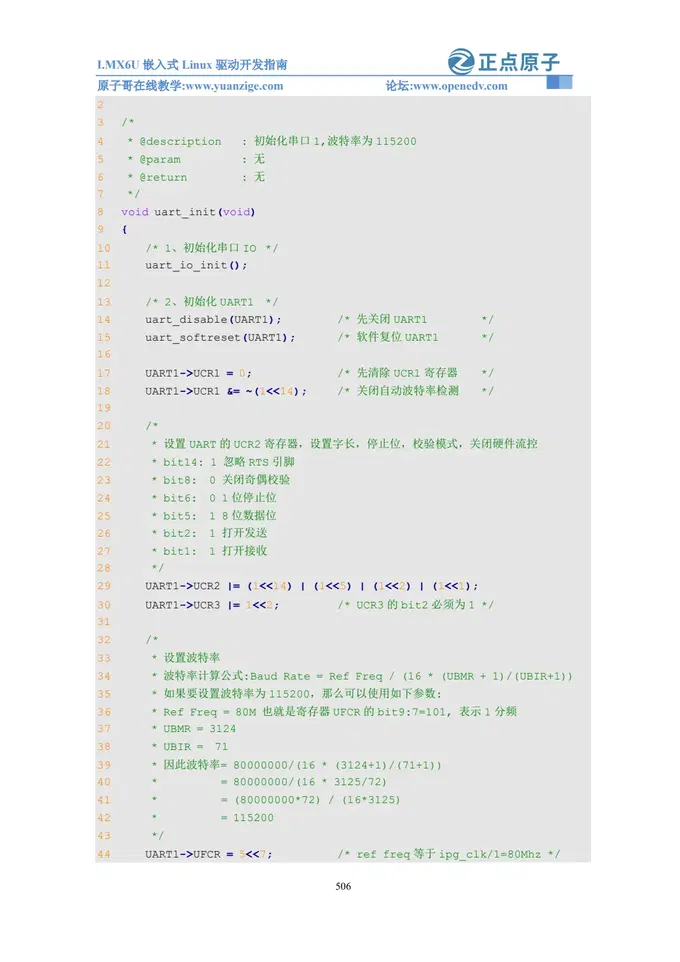 I.MX6U 嵌入式 Linux 驱动开发指南
正点原子
原子哥在线教学:www.yuanzige.com 论坛:www.openedv.com
2
3 /*
4 * @description : 初始化串口 1,波特率为 115200
5 * @param : 无
6 * @return : 无
7 */
8 void uart_init(void)
9 {
10 /* 1、初始化串口 IO */
11 uart_io_init();
12
13 /* 2、初始化 UART1 */
14 uart_disable(UART1); /* 先关闭 UART1 */
15 uart_softreset(UART1); /* 软件复位 UART1 */
16
17 UART1->UCR1 = 0; /* 先清除 UCR1 寄存器 */
18 UART1->UCR1 &= ~(1<<14); /* 关闭自动波特率检测 */
19
20 /*
21 * 设置 UART 的 UCR2 寄存器，设置字长，停止位，校验模式，关闭硬件流控
22 * bit14: 1 忽略 RTS 引脚
23 * bit8: 0 关闭奇偶校验
24 * bit6: 0 1 位停止位
25 * bit5: 1 8 位数据位
26 * bit2: 1 打开发送
27 * bit1: 1 打开接收
28 */
29 UART1->UCR2 |= (1<<14) | (1<<5) | (1<<2) | (1<<1);
30 UART1->UCR3 |= 1<<2; /* UCR3 的 bit2 必须为 1 */
31
32 /*
33 * 设置波特率
34 * 波特率计算公式:Baud Rate = Ref Freq / (16 * (UBMR + 1)/(UBIR+1))
35 * 如果要设置波特率为 115200，那么可以使用如下参数:
36 * Ref Freq = 80M 也就是寄存器 UFCR 的 bit9:7=101, 表示 1 分频
37 * UBMR = 3124
38 * UBIR = 71
39 * 因此波特率= 80000000/(16 * (3124+1)/(71+1))
40 * = 80000000/(16 * 3125/72)
41 * = (80000000*72) / (16*3125)
42 * = 115200
43 */
44 UART1->UFCR = 5<<7; /* ref freq 等于 ipg_clk/1=80Mhz */
506